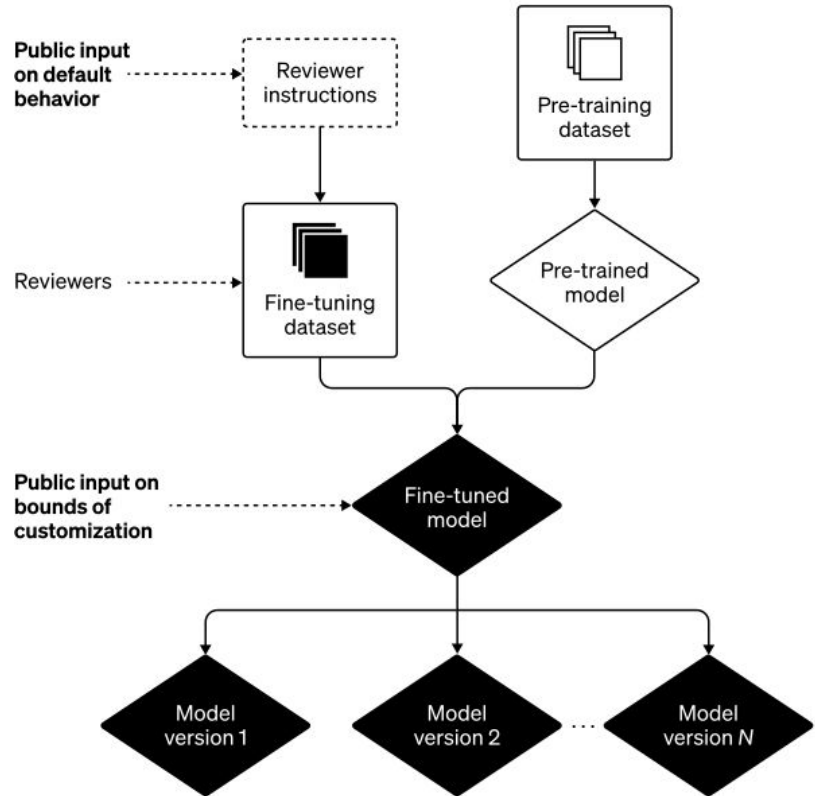 Public input
on default
behavior
Reviewer
instructions
Pre-training
dataset
Reviewers
Fine-tuning
dataset
Pre-trained
model
Public input on
bounds of
customization
Fine-tuned
model
Model
version 1
Model
version 2
...
Model
version N